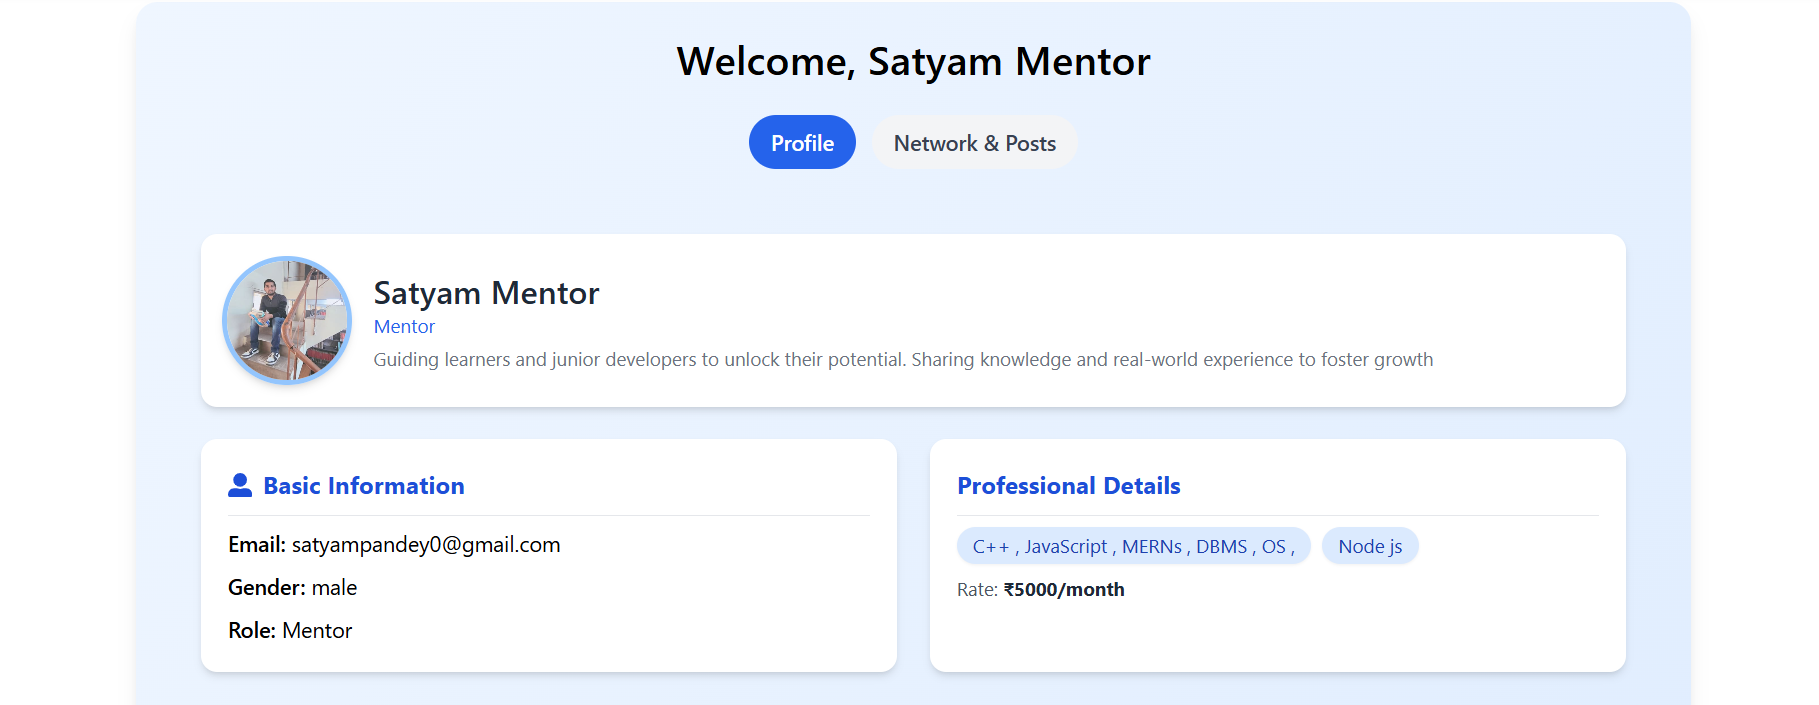 Welcome, Satyam Mentor
Profile
Network & Posts
Satyam Mentor
Mentor
Guiding learners and junior developers to unlock their potential. Sharing knowledge and real-world experience to foster growth
Basic Information
Email: satyampandey0@gmail.com
Gender: male
Role: Mentor
Professional Details
C++ , JavaScript , MERNs , DBMS , OS ,
Node js
Rate: ₹5000/month